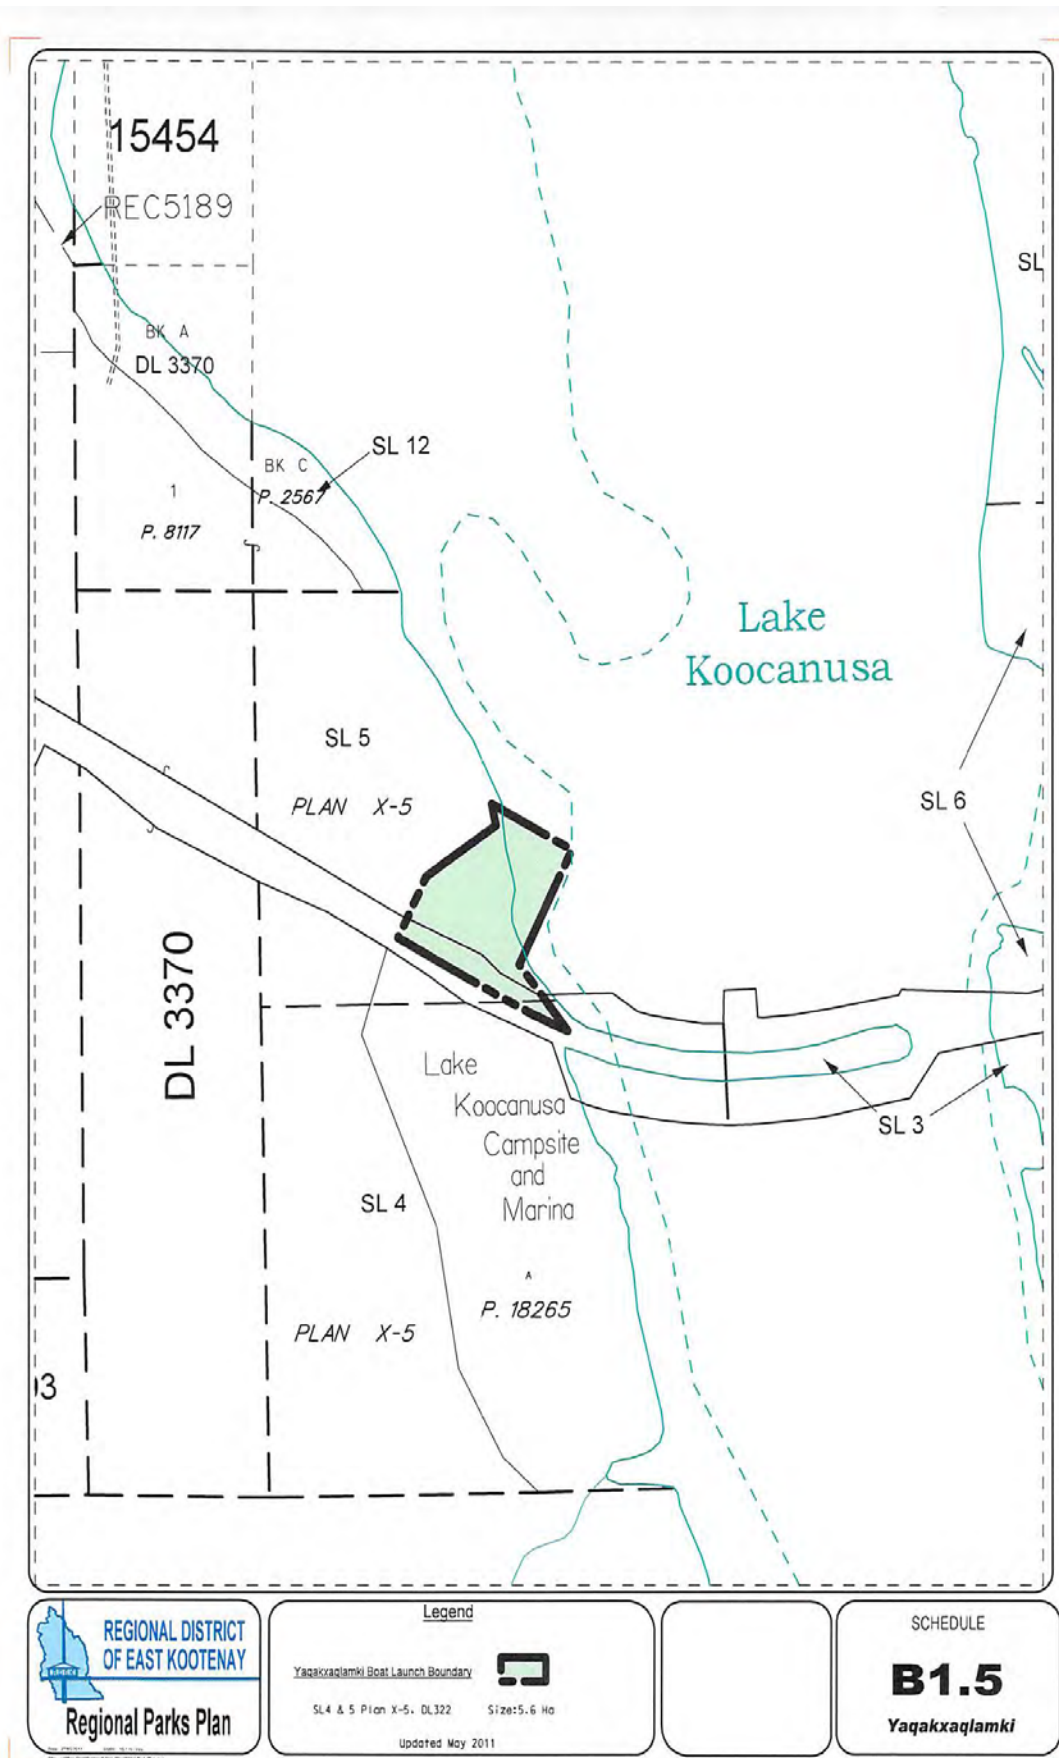 15454
REC5189
SL
BK A
DL 3370
SL 12
BK C
P. 2567
1
P. 8117
Lake
Koocanusa
SL 5
PLAN X-5
SL 6
DL 3370
Lake
Koocanusa
Campsite
and
Marina
SL 3
SL 4
A
P. 18265
PLAN X-5
03
REGIONAL DISTRICT
OF EAST KOOTENAY
Regional Parks Plan
Legend
Yaqakxaqlamki Boat Launch Boundary
SL4 & 5 Plan X-5, DL322 Size:5.6 Ha
Updated May 2011
SCHEDULE
B1.5
Yaqakxaqlamki